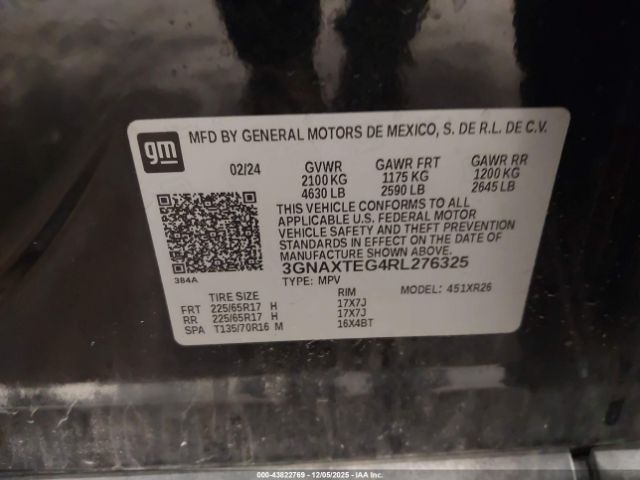 gm
MFD BY GENERAL MOTORS DE MEXICO, S. DE R.L. DE C.V.
02/24 GVWR GAWR FRT GAWR RR
2100 KG 1175 KG 1200 KG
4630 LB 2590 LB 2645 LB
THIS VEHICLE CONFORMS TO ALL
APPLICABLE U.S. FEDERAL MOTOR
VEHICLE SAFETY AND THEFT PREVENTION
STANDARDS IN EFFECT ON THE DATE OF
MANUFACTURE SHOWN ABOVE.
3GNAXTEG4RL276325
384A
TYPE: MPV MODEL: 451XR26
TIRE SIZE RIM
FRT 225/65R17 H 17X7J
RR 225/65R17 H 17X7J
SPA T135/70R16 M 16X4BT
000-43822769 - 12/05/2025 - IAAI.COM